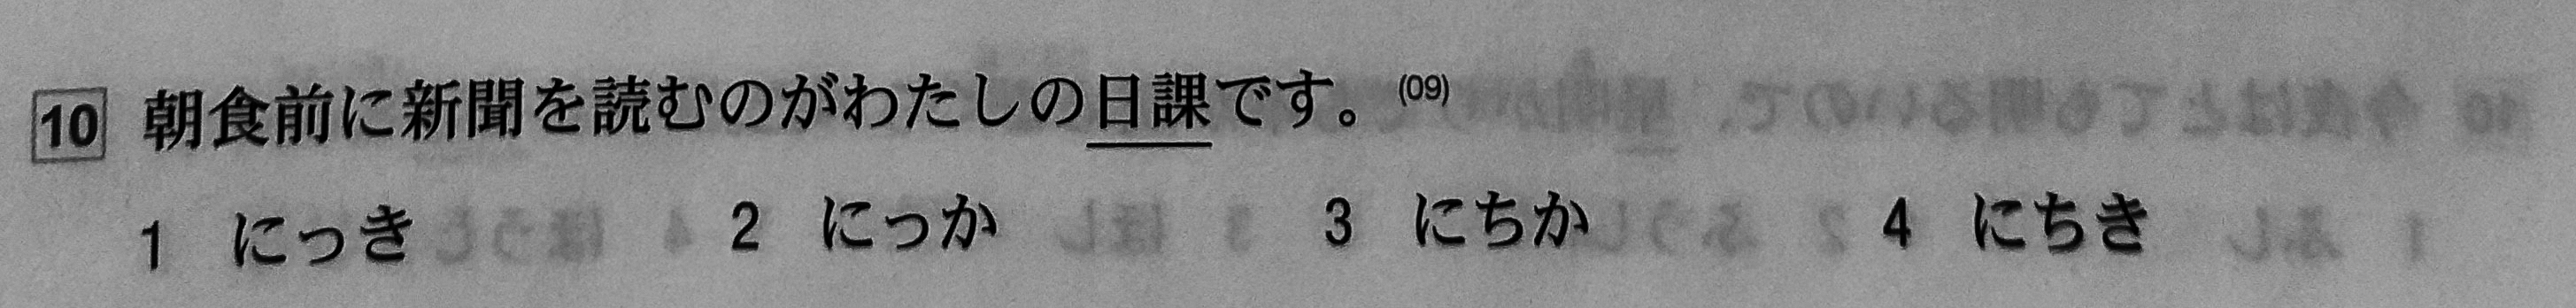 10 朝食前に新聞を読むのがわたしの日課です。(09)
1 にっき 2 にっか 3 にちか 4 にちき